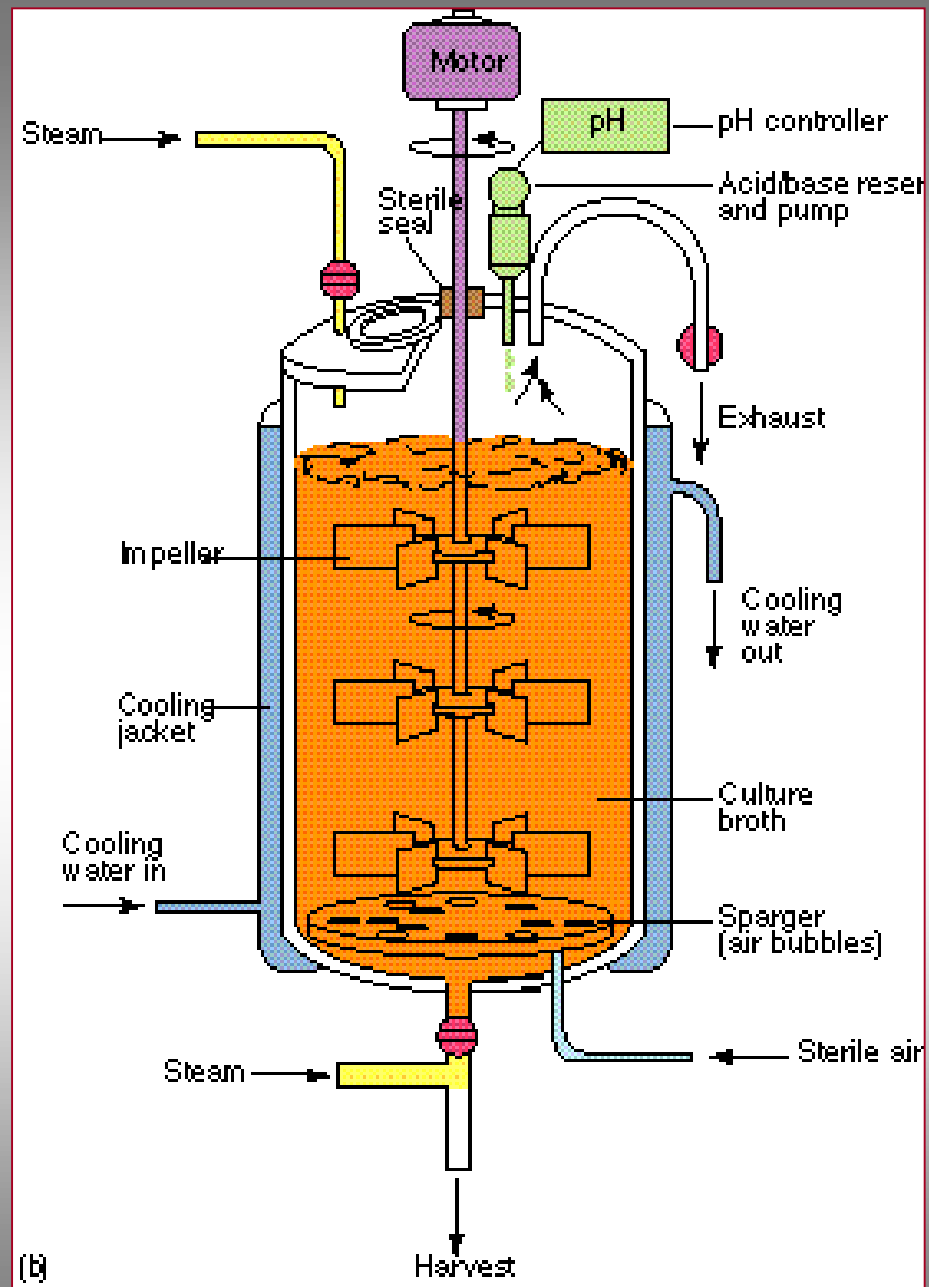 Motor
pH
pH controller
Steam
Acid/base reser
and pump
Sterile
seal
Exhaust
Impeller
Cooling
water
out
Cooling
jacket
Culture
broth
Cooling
water in
Sparger
(air bubbles)
Sterile air
Steam
(b)
Harvest